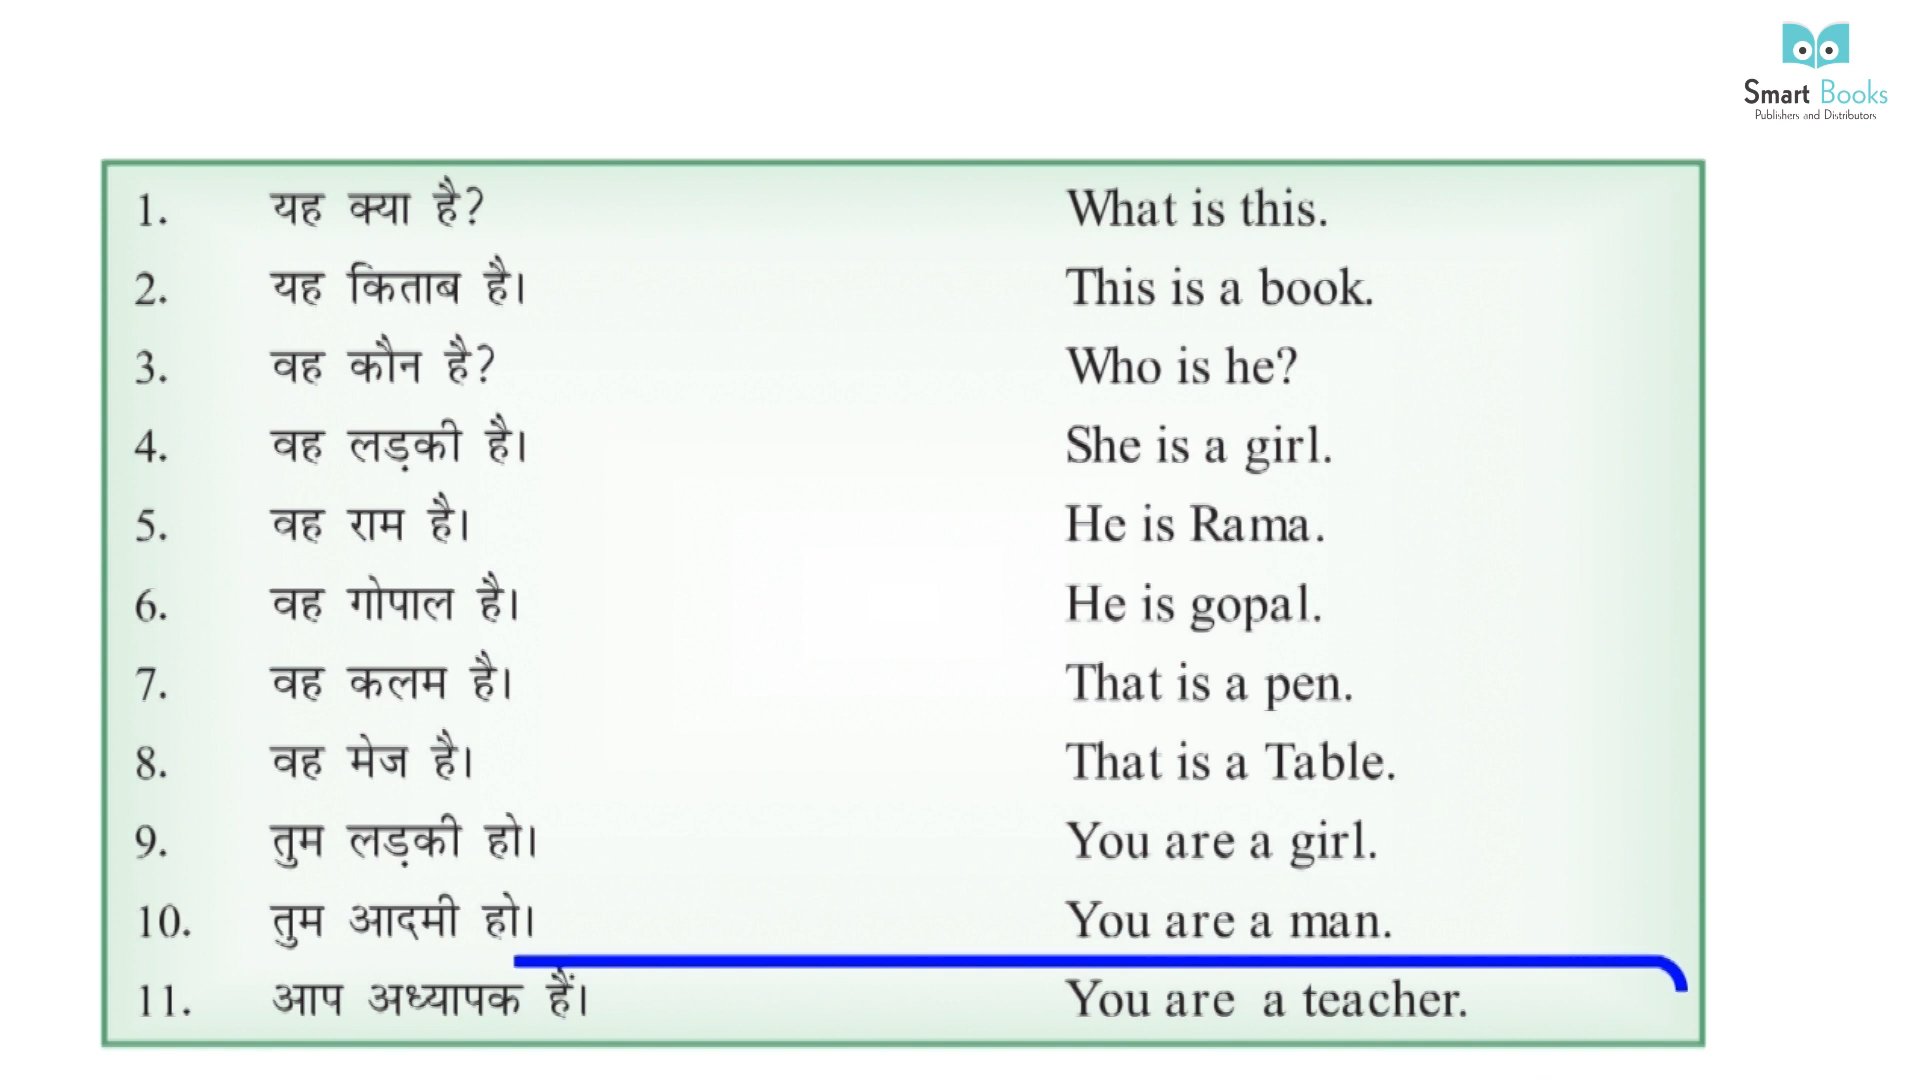 Smart Books
Publishers and Distributors
1. यह क्या है? What is this.
2. यह किताब है। This is a book.
3. वह कौन है? Who is he?
4. वह लड़की है। She is a girl.
5. वह राम है। He is Rama.
6. वह गोपाल है। He is gopal.
7. वह कलम है। That is a pen.
8. वह मेज है। That is a Table.
9. तुम लड़की हो। You are a girl.
10. तुम आदमी हो। You are a man.
11. आप अध्यापक हैं। You are a teacher.